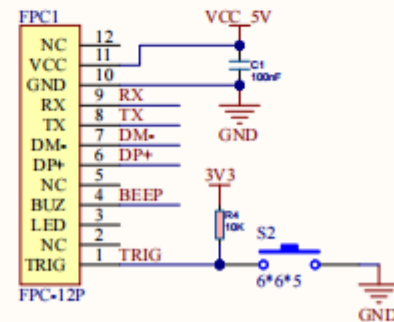 FPC1
VCC_5V
NC 12
VCC 11
GND 10
RX 9 RX
TX 8 TX
DM- 7 DM-
DP+ 6 DP+
NC 5
BUZ 4 BEEP
LED 3
NC 2
TRIG 1 TRIG
FPC-12P
C1
100nF
GND
3V3
R4
10K
S2
6*6*5
GND